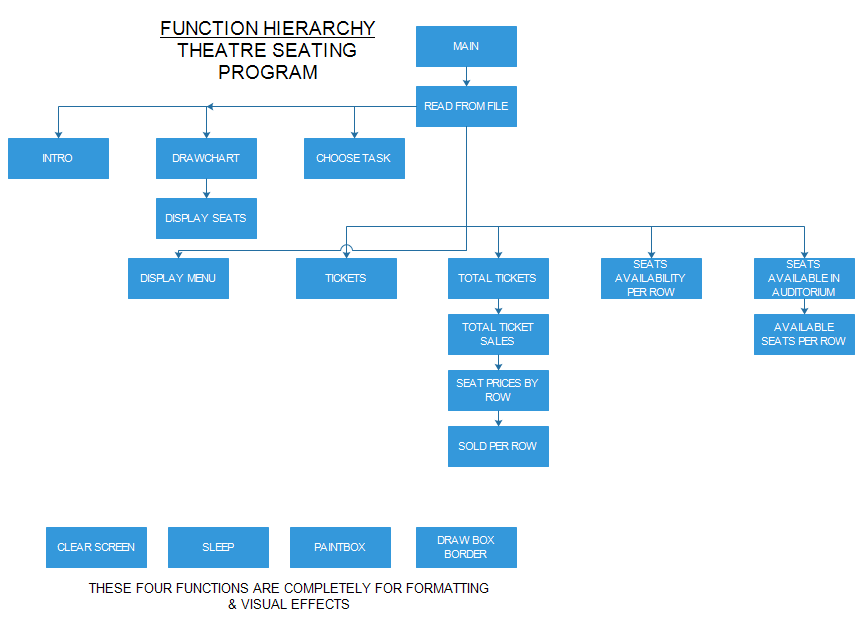 FUNCTION HIERARCHY
THEATRE SEATING
PROGRAM
MAIN
READ FROM FILE
INTRO
DRAWCHART
CHOOSE TASK
DISPLAY SEATS
DISPLAY MENU
TICKETS
TOTAL TICKETS
SEATS
AVAILABILITY
PER ROW
SEATS
AVAILABLE IN
AUDITORIUM
TOTAL TICKET
SALES
AVAILABLE
SEATS PER ROW
SEAT PRICES BY
ROW
SOLD PER ROW
CLEAR SCREEN
SLEEP
PAINTBOX
DRAW BOX
BORDER
THESE FOUR FUNCTIONS ARE COMPLETELY FOR FORMATTING
& VISUAL EFFECTS